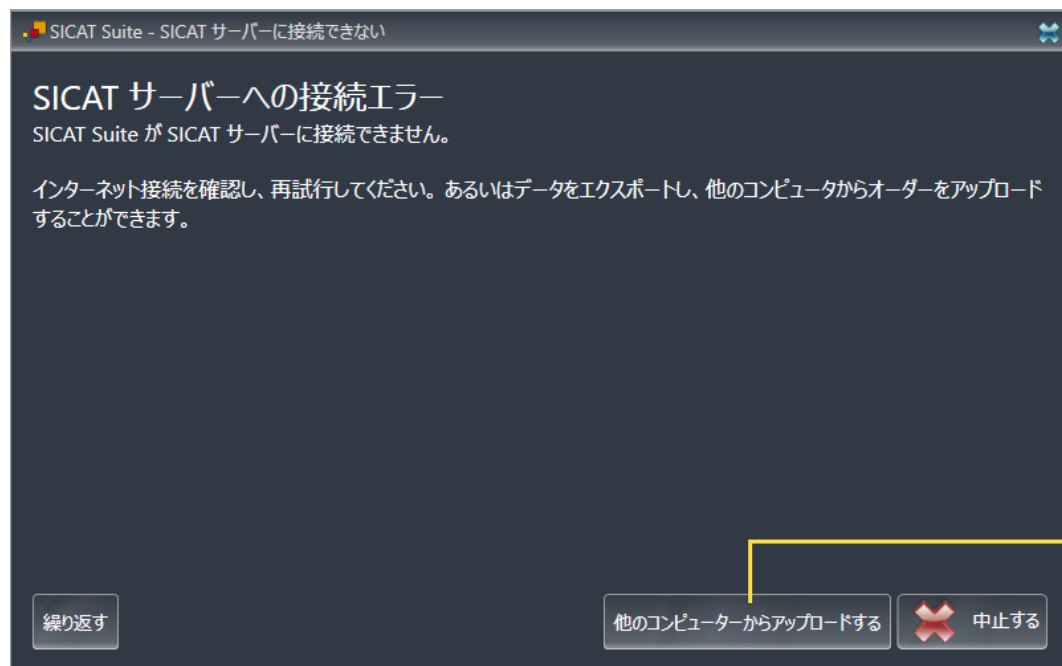 SICAT Suite - SICAT サーバーに接続できない
SICAT サーバーへの接続エラー
SICAT Suite が SICAT サーバーに接続できません。
インターネット接続を確認し、再試行してください。あるいはデータをエクスポートし、他のコンピュータからオーダーをアップロード
することができます。
繰り返す
他のコンピューターからアップロードする
中止する